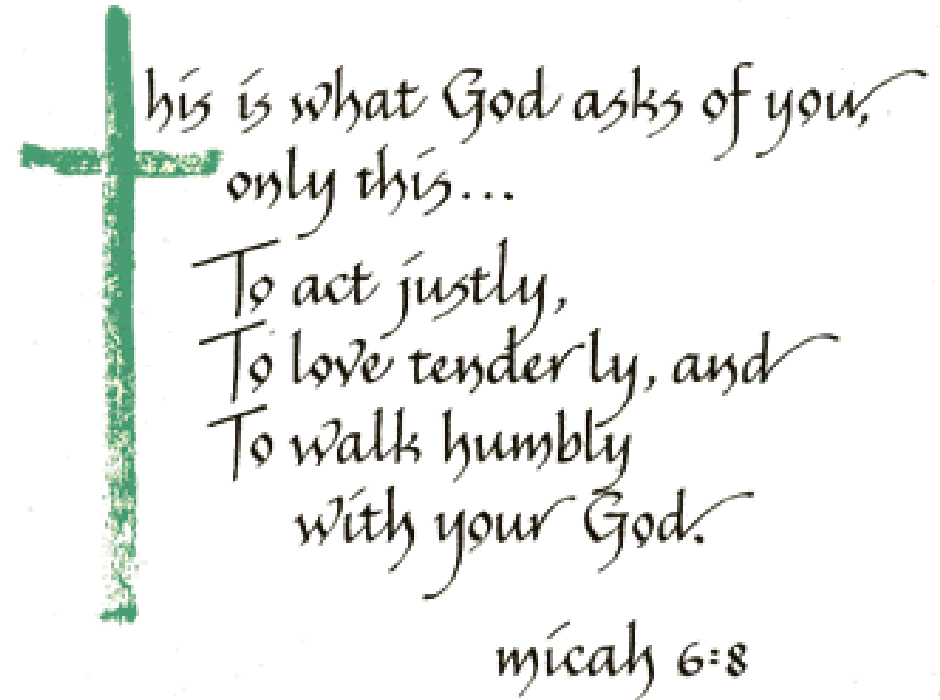 This is what God asks of you,
only this...
To act justly,
To love tenderly, and
To walk humbly
with your God.
micah 6:8